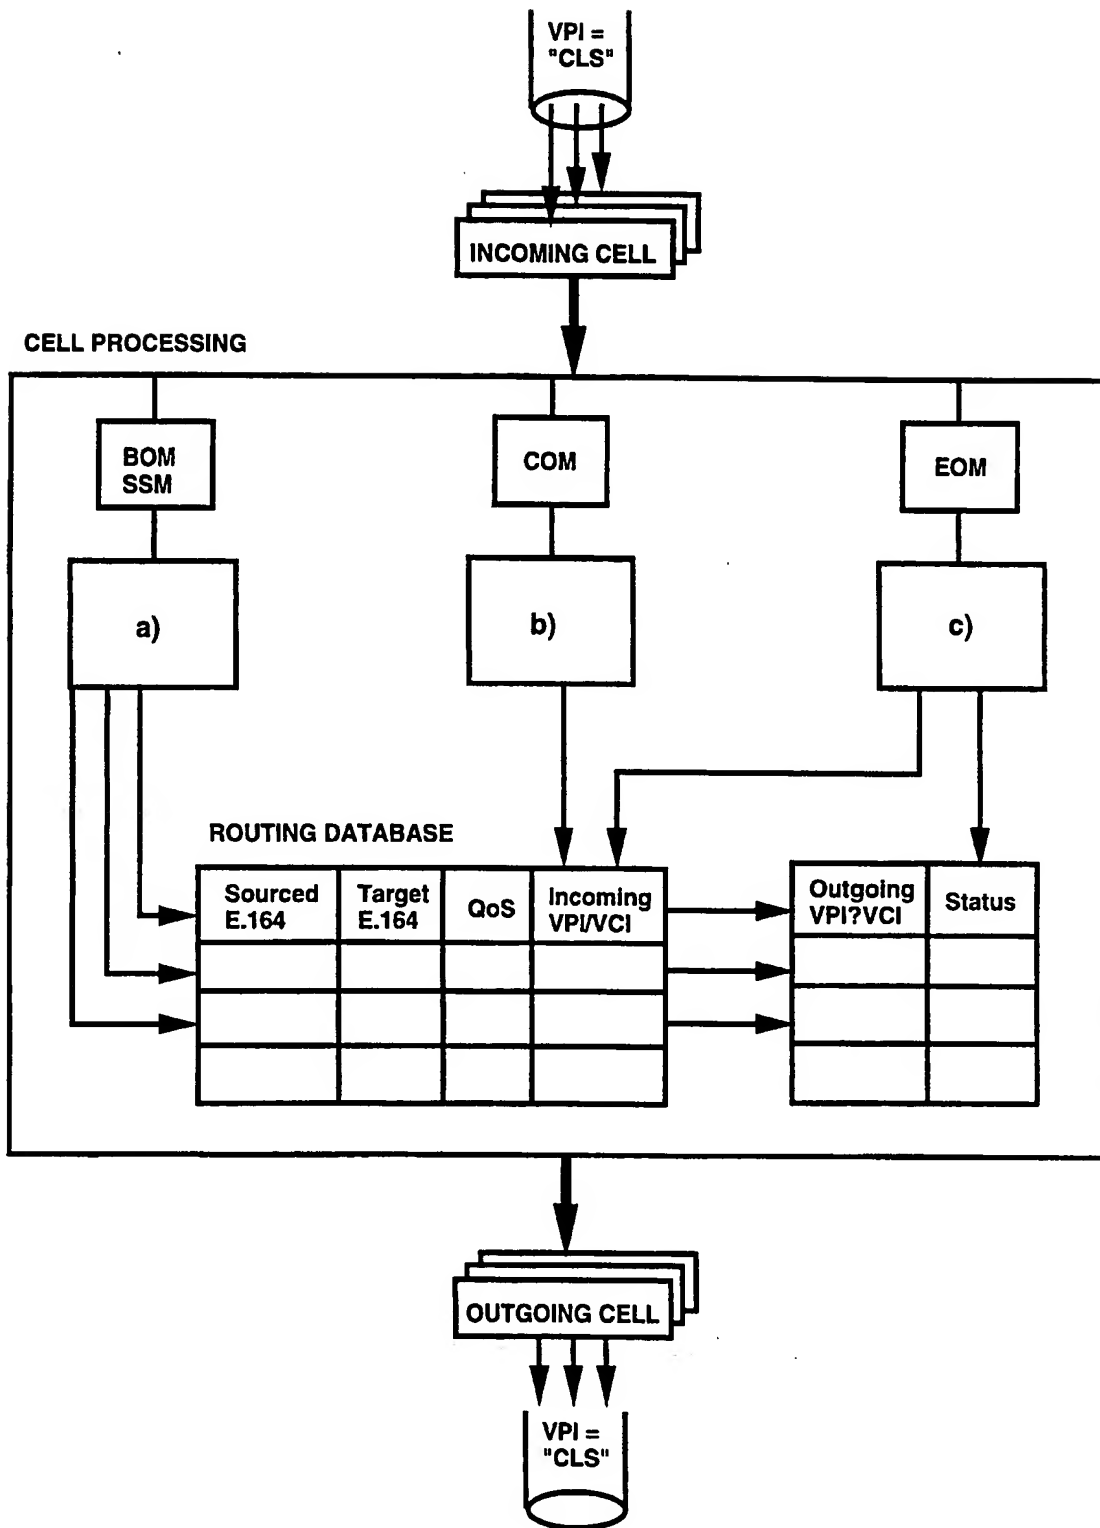 VPI =
"CLS"
INCOMING CELL
CELL PROCESSING
BOM
SSM
COM
EOM
a)
b)
c)
ROUTING DATABASE
Sourced
E.164
Target
E.164
QoS
Incoming
VPI/VCI
Outgoing
VPI?VCI
Status
OUTGOING CELL
VPI =
"CLS"